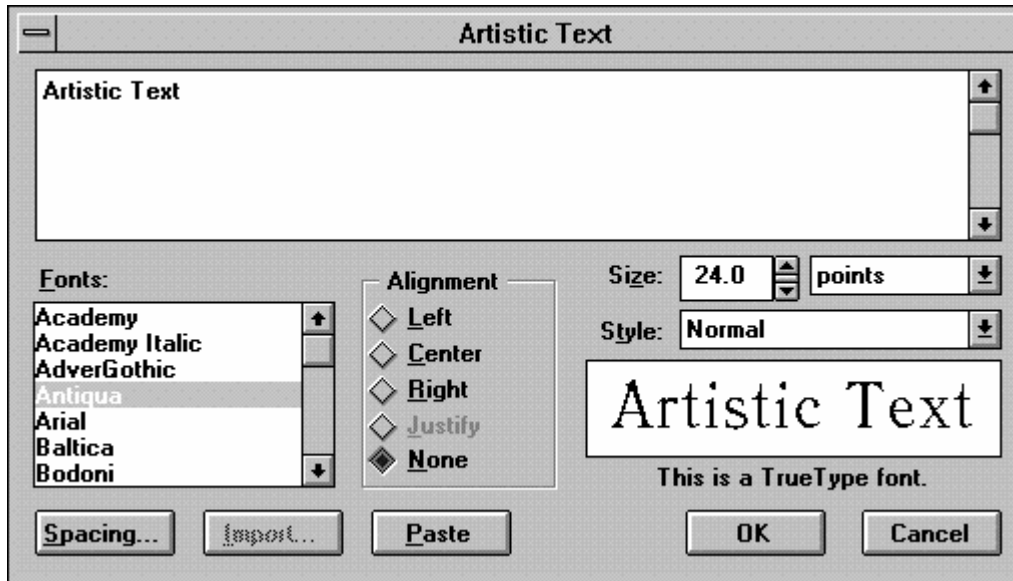 Artistic Text
Artistic Text
Fonts:
Academy
Academy Italic
AdverGothic
Antiqua
Arial
Baltica
Bodoni
Alignment
Left
Center
Right
Justify
None
Size: 24.0 points
Style: Normal
Artistic Text
This is a TrueType font.
Spacing... Import... Paste OK Cancel